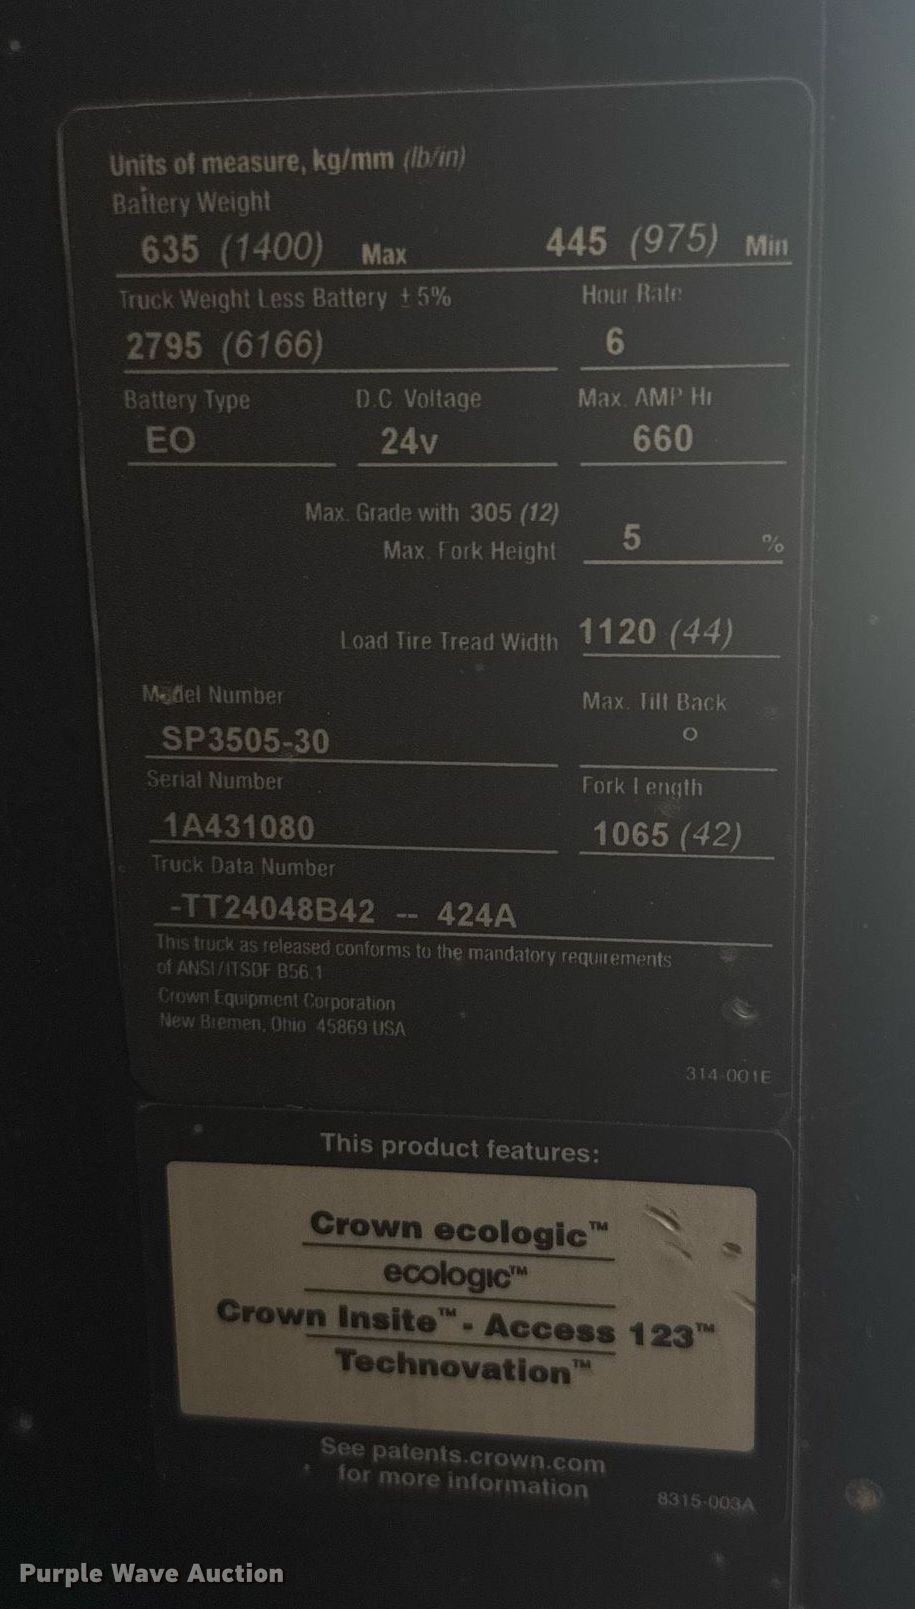 Units of measure, kg/mm (lb/in)
Battery Weight
635 (1400) Max 445 (975) Min
Truck Weight Less Battery ± 5% Hour Rate
2795 (6166) 6
Battery Type D.C. Voltage Max. AMP Hr
EO 24v 660
Max. Grade with 305 (12)
Max. Fork Height 5 %
Load Tire Tread Width 1120 (44)
Model Number Max. Tilt Back
SP3505-30 °
Serial Number Fork Length
1A431080 1065 (42)
Truck Data Number
-TT24048B42 -- 424A
This truck as released conforms to the mandatory requirements
of ANSI/ITSDF B56.1
Crown Equipment Corporation
New Bremen, Ohio 45869 USA
314-001E
This product features:
Crown ecologic™
ecologic™
Crown Insite™ - Access 123™
Technovation™
See patents.crown.com
for more information
8315-003A
Purple Wave Auction